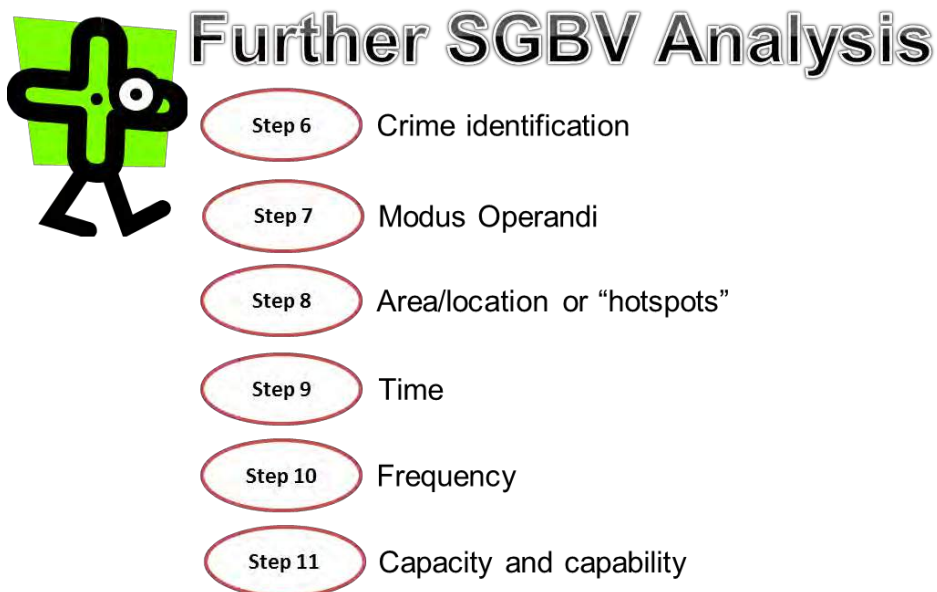 Further SGBV Analysis
Step 6 Crime identification
Step 7 Modus Operandi
Step 8 Area/location or “hotspots”
Step 9 Time
Step 10 Frequency
Step 11 Capacity and capability